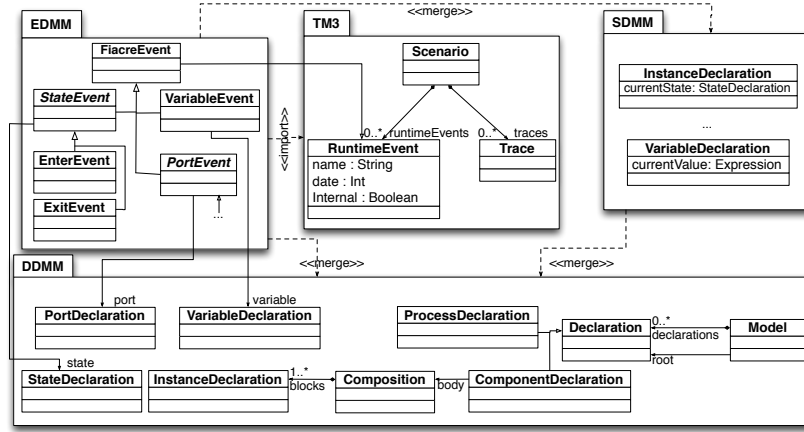 EDMM
<<merge>>
TM3
SDMM
FiacreEvent
Scenario
StateEvent
VariableEvent
InstanceDeclaration
currentState: StateDeclaration
...
<<import>>
0..* runtimeEvents
0..* traces
EnterEvent
PortEvent
RuntimeEvent
name : String
date : Int
Internal : Boolean
Trace
VariableDeclaration
currentValue: Expression
ExitEvent
...
DDMM
<<merge>>
<<merge>>
port
variable
PortDeclaration
VariableDeclaration
ProcessDeclaration
Declaration
0..*
declarations
Model
root
state
StateDeclaration
InstanceDeclaration
1..*
blocks
Composition
body
ComponentDeclaration